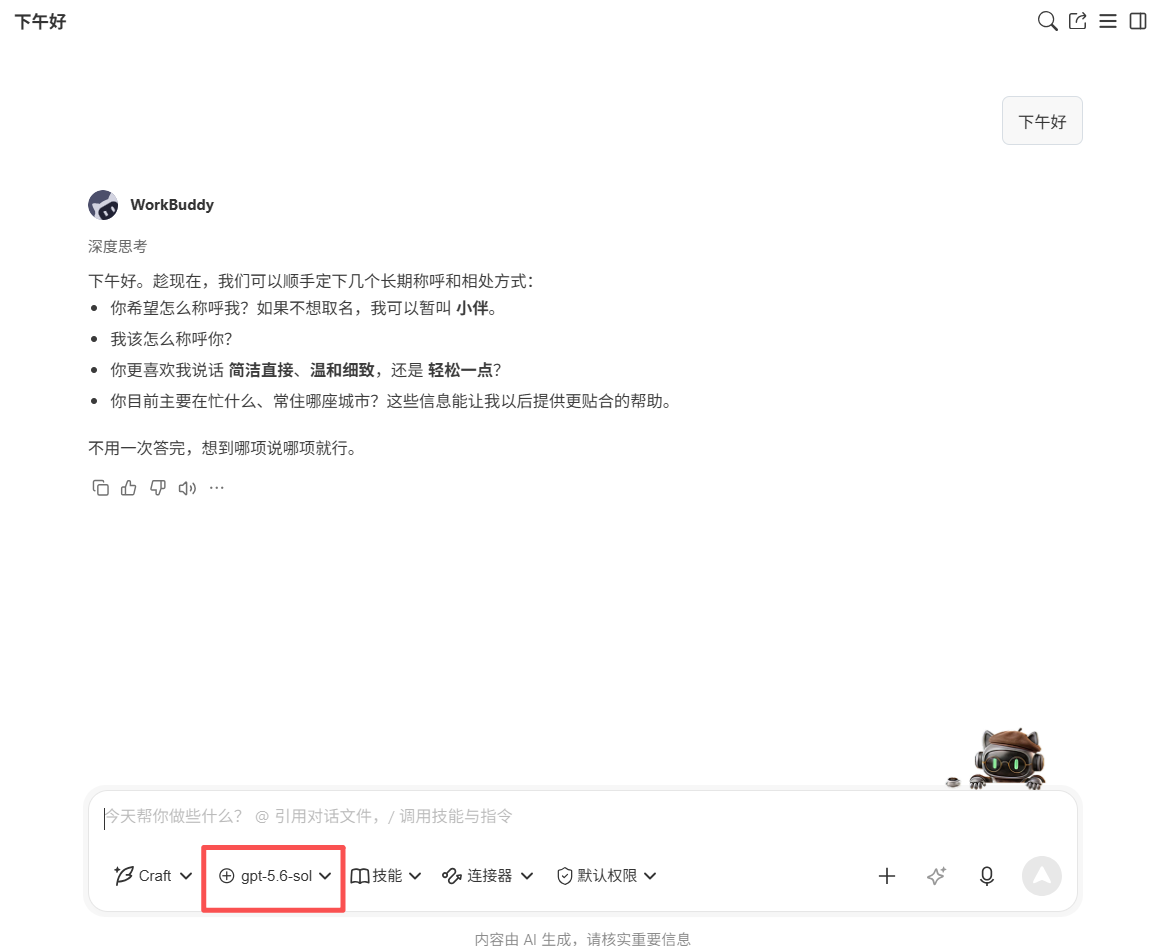 下午好
下午好
WorkBuddy
深度思考
下午好。趁现在，我们可以顺手定下几个长期称呼和相处方式：
• 你希望怎么称呼我？如果不想取名，我可以暂叫 小伴。
• 我该怎么称呼你？
• 你更喜欢我说话 简洁直接、温和细致，还是 轻松一点？
• 你目前主要在忙什么、常住哪座城市？这些信息能让我以后提供更贴合的帮助。
不用一次答完，想到哪项说哪项就行。
今天帮你做些什么？ @ 引用对话文件，/ 调用技能与指令
Craft gpt-5.6-sol 技能 连接器 默认权限
内容由 AI 生成，请核实重要信息